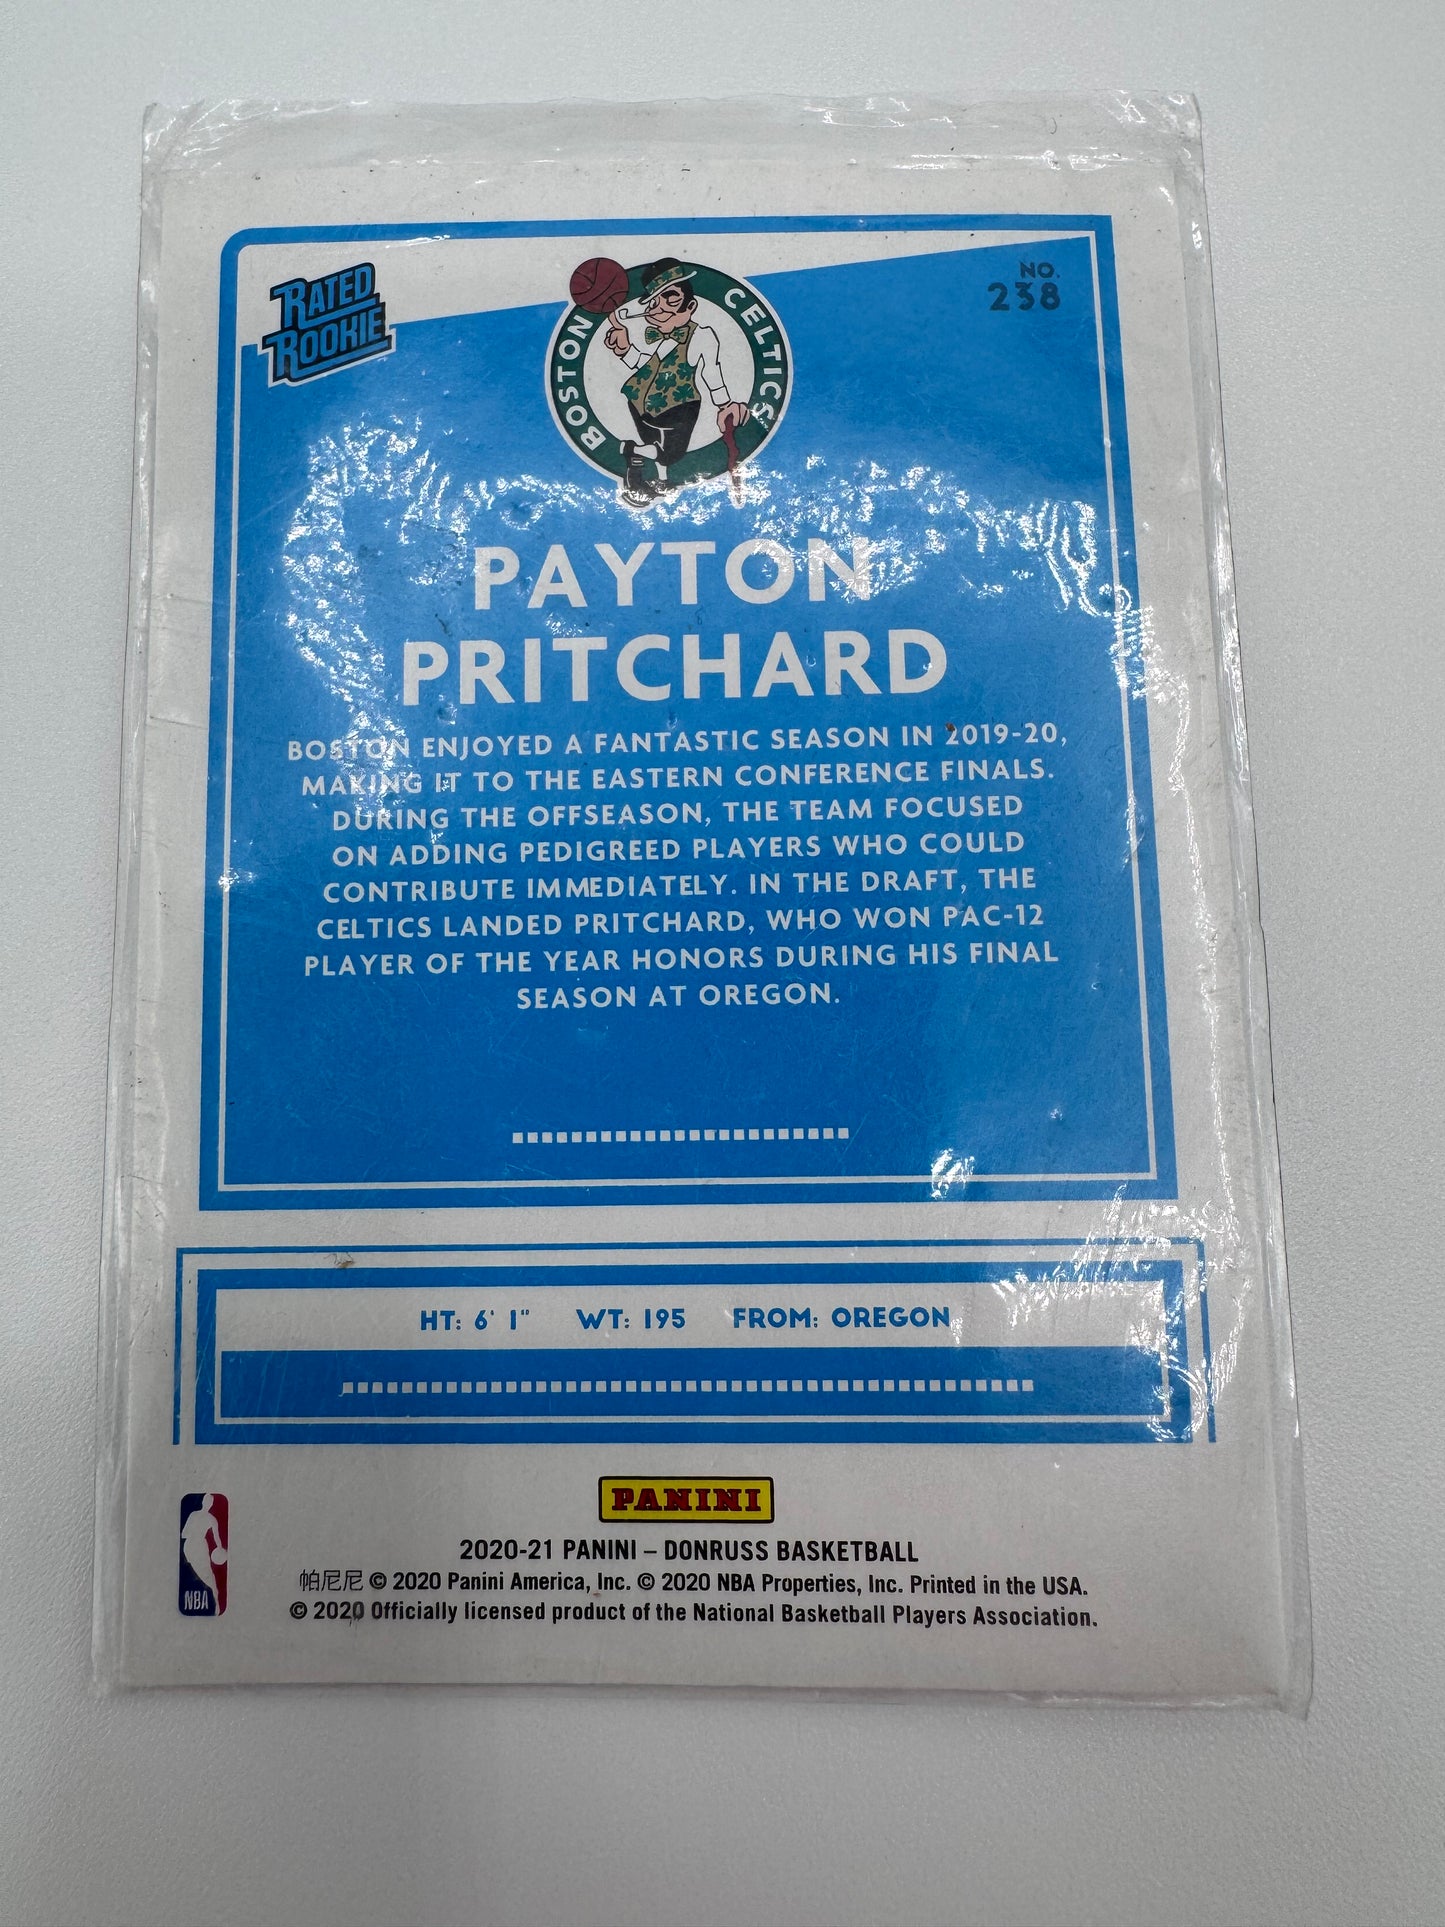 RATED
ROOKIE
NO.
238
BOSTON CELTICS
PAYTON
PRITCHARD
BOSTON ENJOYED A FANTASTIC SEASON IN 2019-20,
MAKING IT TO THE EASTERN CONFERENCE FINALS.
DURING THE OFFSEASON, THE TEAM FOCUSED
ON ADDING PEDIGREED PLAYERS WHO COULD
CONTRIBUTE IMMEDIATELY. IN THE DRAFT, THE
CELTICS LANDED PRITCHARD, WHO WON PAC-12
PLAYER OF THE YEAR HONORS DURING HIS FINAL
SEASON AT OREGON.
HT: 6' 1" WT: 195 FROM: OREGON
PANINI
NBA
2020-21 PANINI – DONRUSS BASKETBALL
帕尼尼 © 2020 Panini America, Inc. © 2020 NBA Properties, Inc. Printed in the USA.
© 2020 Officially licensed product of the National Basketball Players Association.